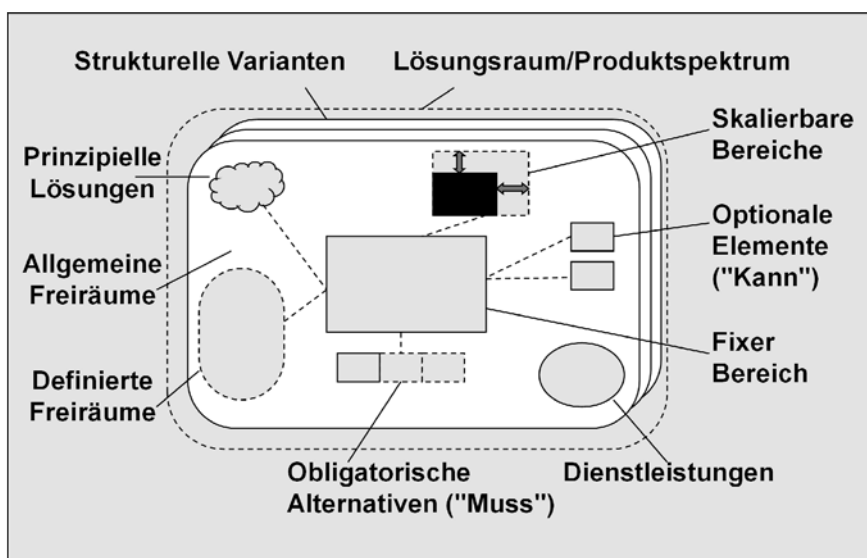 Strukturelle Varianten
Lösungsraum/Produktspektrum
Prinzipielle
Lösungen
Skalierbare
Bereiche
Allgemeine
Freiräume
Optionale
Elemente
("Kann")
Definierte
Freiräume
Fixer
Bereich
Obligatorische
Alternativen ("Muss")
Dienstleistungen